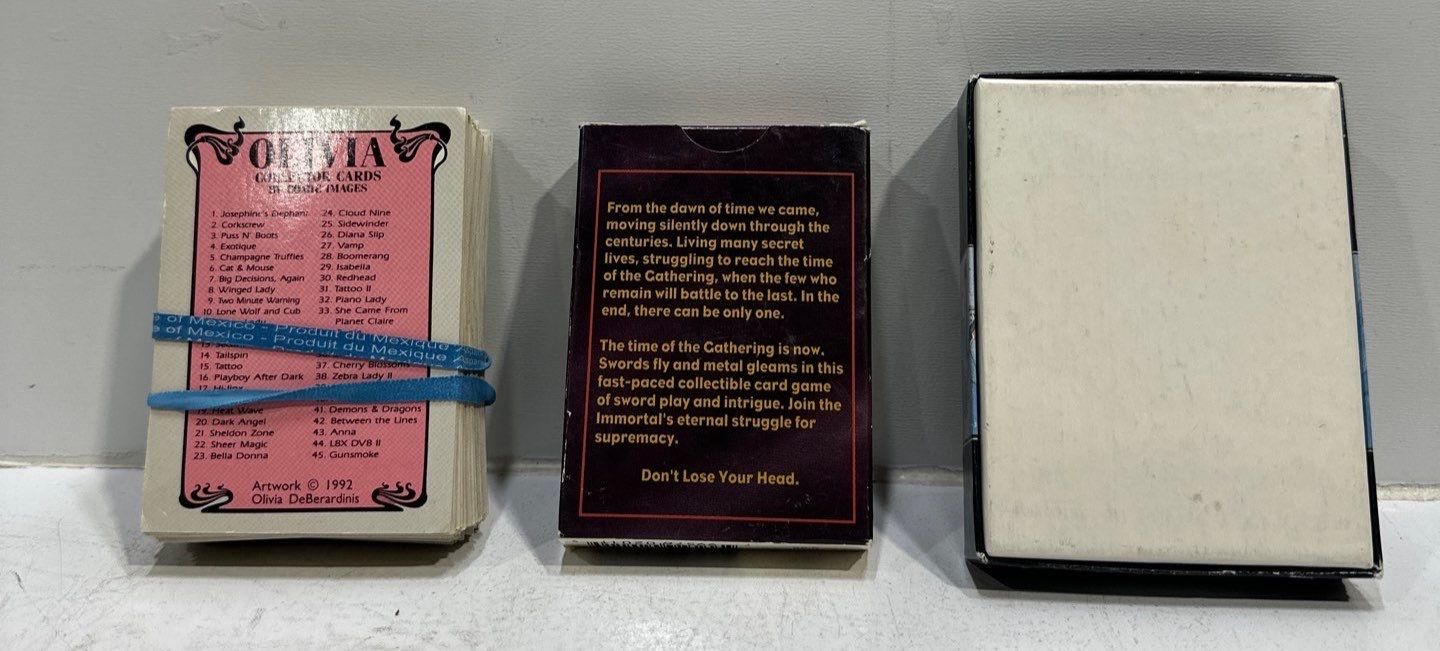 OLIVIA
COLLECTOR CARDS
BY COMIC IMAGES
1. Josephine's Elephant
2. Corkscrew
3. Puss N' Boots
4. Exotique
5. Champagne Truffles
6. Cat & Mouse
7. Big Decisions, Again
8. Winged Lady
9. Two Minute Warning
10. Lone Wolf and Cub
14. Tailspin
15. Tattoo
16. Playboy After Dark
19. Heat Wave
20. Dark Angel
21. Sheldon Zone
22. Sheer Magic
23. Bella Donna
24. Cloud Nine
25. Sidewinder
26. Diana Slip
27. Vamp
28. Boomerang
29. Isabella
30. Redhead
31. Tattoo II
32. Piano Lady
33. She Came From
Planet Claire
37. Cherry Blossoms
38. Zebra Lady II
41. Demons & Dragons
42. Between the Lines
43. Anna
44. LBX DVB II
45. Gunsmoke
Artwork © 1992
Olivia DeBerardinis
e of Mexico - Produit du Mexique
e of Mexico - Produit du Mexique
From the dawn of time we came,
moving silently down through the
centuries. Living many secret
lives, struggling to reach the time
of the Gathering, when the few who
remain will battle to the last. In the
end, there can be only one.
The time of the Gathering is now.
Swords fly and metal gleams in this
fast-paced collectible card game
of sword play and intrigue. Join the
Immortal's eternal struggle for
supremacy.
Don't Lose Your Head.